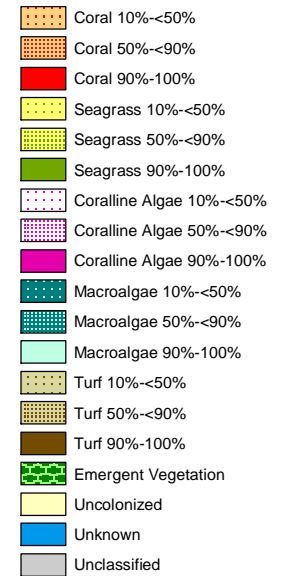 Coral 10%-<50%
Coral 50%-<90%
Coral 90%-100%
Seagrass 10%-<50%
Seagrass 50%-<90%
Seagrass 90%-100%
Coralline Algae 10%-<50%
Coralline Algae 50%-<90%
Coralline Algae 90%-100%
Macroalgae 10%-<50%
Macroalgae 50%-<90%
Macroalgae 90%-100%
Turf 10%-<50%
Turf 50%-<90%
Turf 90%-100%
Emergent Vegetation
Uncolonized
Unknown
Unclassified